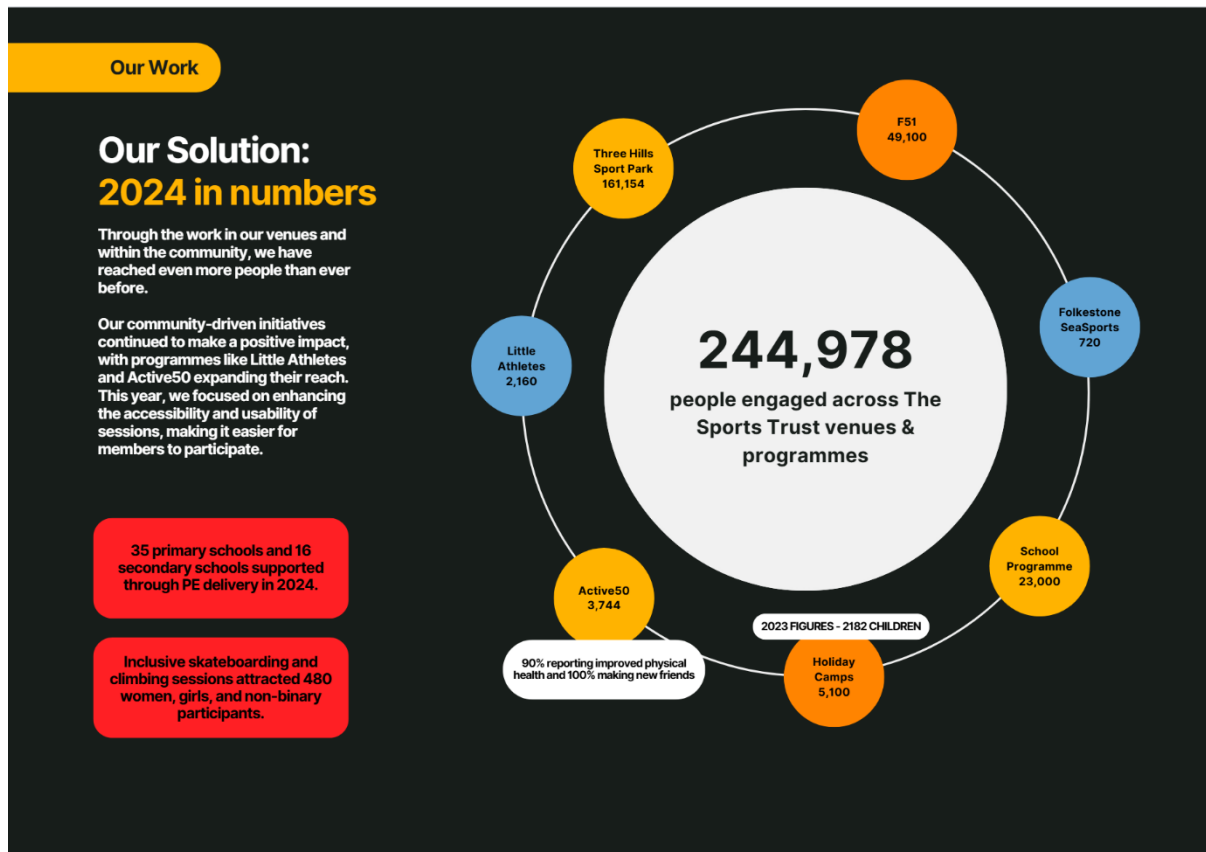 Our Work
Our Solution:
2024 in numbers
Through the work in our venues and
within the community, we have
reached even more people than ever
before.
Our community-driven initiatives
continued to make a positive impact,
with programmes like Little Athletes
and Active50 expanding their reach.
This year, we focused on enhancing
the accessibility and usability of
sessions, making it easier for
members to participate.
35 primary schools and 16
secondary schools supported
through PE delivery in 2024.
Inclusive skateboarding and
climbing sessions attracted 480
women, girls, and non-binary
participants.
F51
49,100
Three Hills
Sport Park
161,154
Folkestone
SeaSports
720
Little
Athletes
2,160
244,978
people engaged across The
Sports Trust venues &
programmes
School
Programme
23,000
Active50
3,744
90% reporting improved physical
health and 100% making new friends
2023 FIGURES - 2182 CHILDREN
Holiday
Camps
5,100